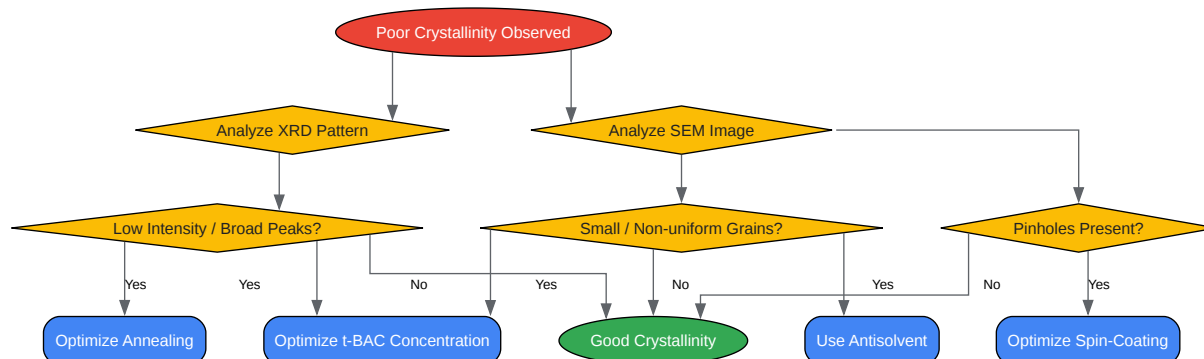 Poor Crystallinity Observed
Analyze XRD Pattern
Analyze SEM Image
Low Intensity / Broad Peaks?
Small / Non-uniform Grains?
Pinholes Present?
Yes
Yes
No
Yes
No
Yes
No
Yes
Optimize Annealing
Optimize t-BAC Concentration
Good Crystallinity
Use Antisolvent
Optimize Spin-Coating